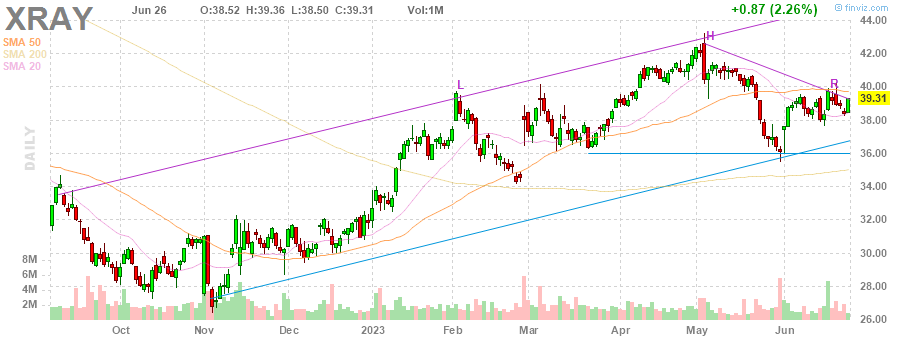 XRAY Jun 26 O:38.52 H:39.36 L:38.50 C:39.31 Vol:1M +0.87 (2.26%) © finviz.com
SMA 50
SMA 200
SMA 20
DAILY
44.00
42.00
40.00
39.31
38.00
36.00
34.00
32.00
30.00
28.00
26.00
8M
6M
4M
2M
L
H
R
Oct Nov Dec 2023 Feb Mar Apr May Jun